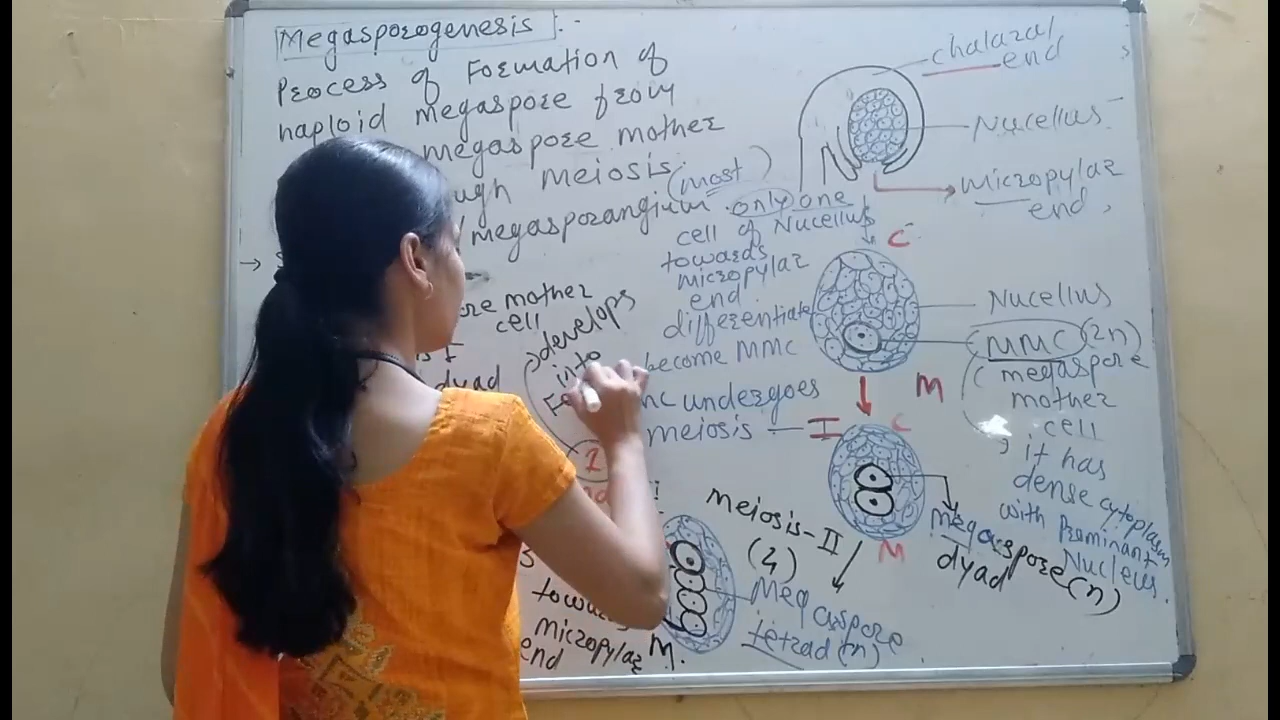 Megasporogenesis :-
Process of Formation of
haploid megaspore from
megaspore mother
ugh meiosis.
(most)
/megasporangium. only one
cell of Nucellus
towards
micropylar
end
differentiate
become MMC
undergoes
meiosis — I
→
ore mother
cell
I
dyad
develops
into
1
towards
micropylar
end
chalazal
end
Nucellus
Micropylar
end,
C
Nucellus
MMC (2n)
(megaspore
mother
cell
, it has
dense cytoplasm
with Prominant
Nucleus.
M
C
M
Megaspore(n)
dyad
meiosis-II
(4)
Megaspore
tetrad (n)
M.